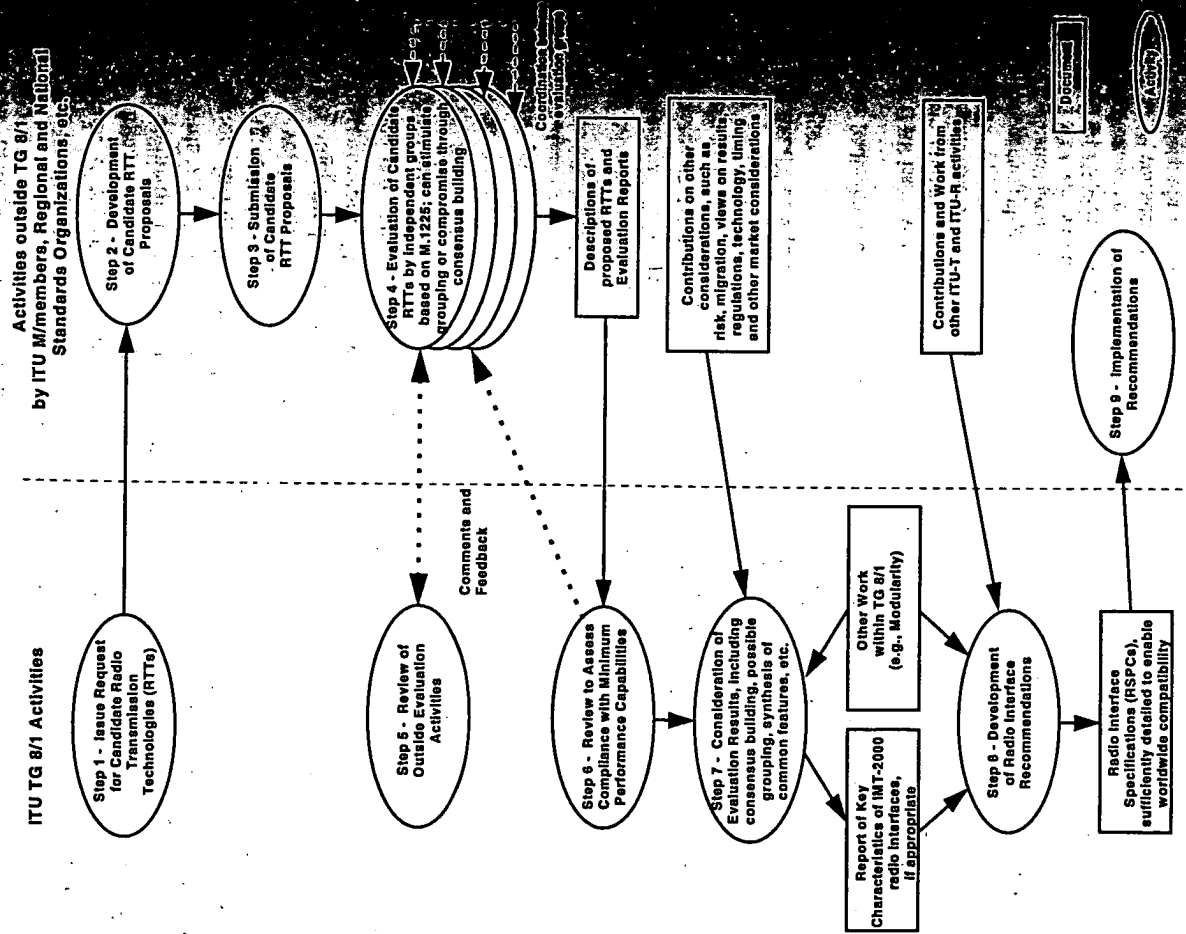 ITU TG 8/1 Activities
Activities outside TG 8/1
by ITU M/members, Regional and National
Standards Organizations, etc.
Step 1 - Issue Request
for Candidate Radio
Transmission
Technologies (RTTs)
Step 2 - Development
of Candidate RTT
Proposals
Step 3 - Submission
of Candidate
RTT Proposals
Step 4 - Evaluation of Candidate
RTTs by independent groups
based on M.1225; can stimulate
grouping or compromise through
consensus building
Coordination between
evaluation groups
Step 5 - Review of
Outside Evaluation
Activities
Comments and
Feedback
Descriptions of
proposed RTTs and
Evaluation Reports
Step 6 - Review to Assess
Compliance with Minimum
Performance Capabilities
Contributions on other
considerations, such as
risk, migration, views on results,
regulations, technology, timing
and other market considerations
Step 7 - Consideration of
Evaluation Results, including
consensus building, possible
grouping, synthesis of
common features, etc.
Report of Key
Characteristics of IMT-2000
radio interfaces,
if appropriate
Other Work
within TG 8/1
(e.g., Modularity)
Contributions and Work from
other ITU-T and ITU-R activities
Step 8 - Development
of Radio Interface
Recommendations
Radio Interface
Specifications (RSPCs),
sufficiently detailed to enable
worldwide compatibility
Step 9 - Implementation of
Recommendations
Document
Activity